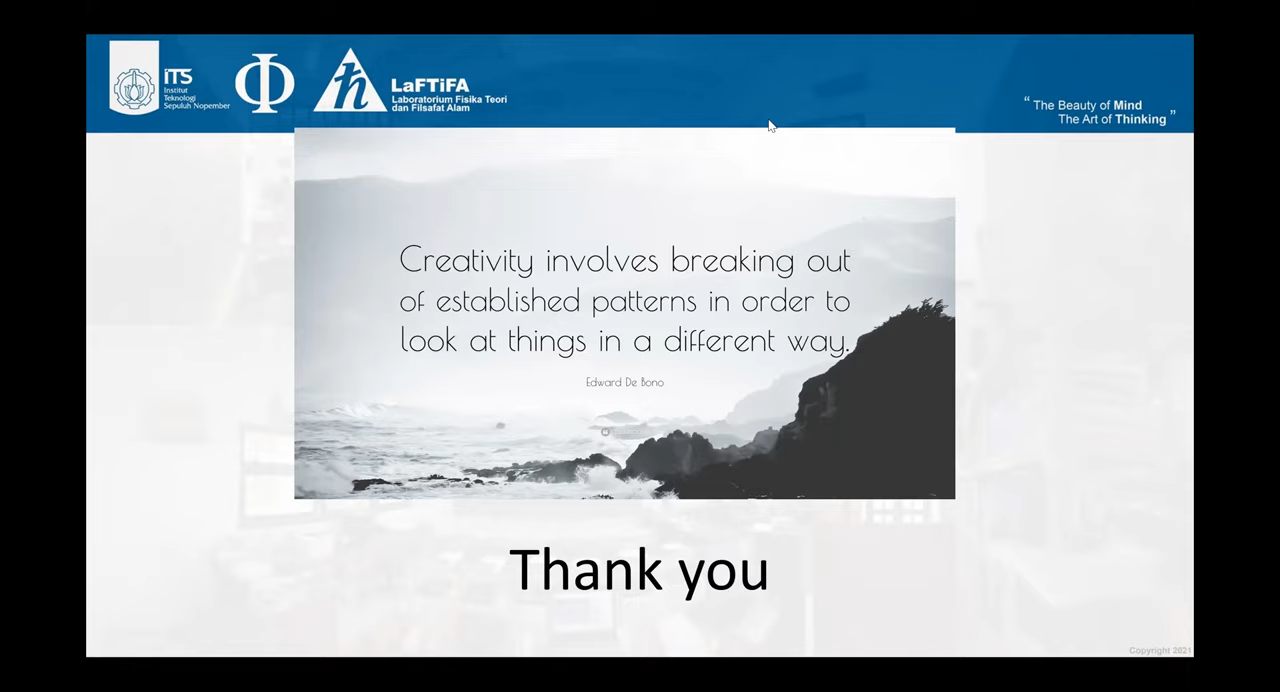 iTS
Institut
Teknologi
Sepuluh Nopember
Φ
ħ
LaFTiFA
Laboratorium Fisika Teori
dan Filsafat Alam
“ The Beauty of Mind
The Art of Thinking ”
Creativity involves breaking out
of established patterns in order to
look at things in a different way.
Edward De Bono
Thank you
Copyright 2021